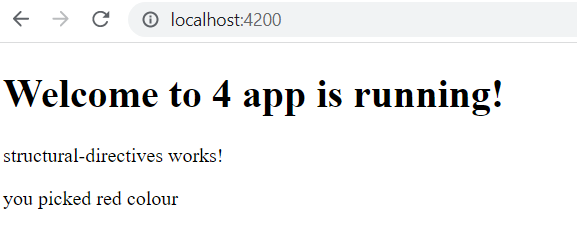 localhost:4200
Welcome to 4 app is running!
structural-directives works!
you picked red colour